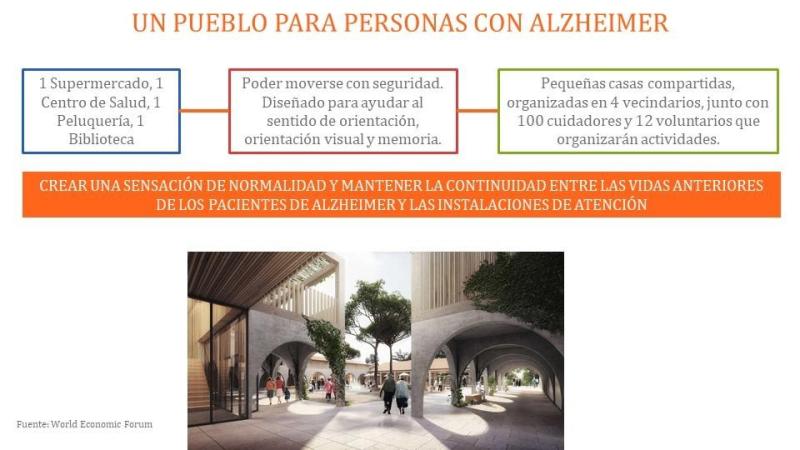 UN PUEBLO PARA PERSONAS CON ALZHEIMER
1 Supermercado, 1
Centro de Salud, 1
Peluquería, 1
Biblioteca
Poder moverse con seguridad.
Diseñado para ayudar al
sentido de orientación,
orientación visual y memoria.
Pequeñas casas compartidas,
organizadas en 4 vecindarios, junto con
100 cuidadores y 12 voluntarios que
organizarán actividades.
CREAR UNA SENSACIÓN DE NORMALIDAD Y MANTENER LA CONTINUIDAD ENTRE LAS VIDAS ANTERIORES
DE LOS PACIENTES DE ALZHEIMER Y LAS INSTALACIONES DE ATENCIÓN
Fuente: World Economic Forum